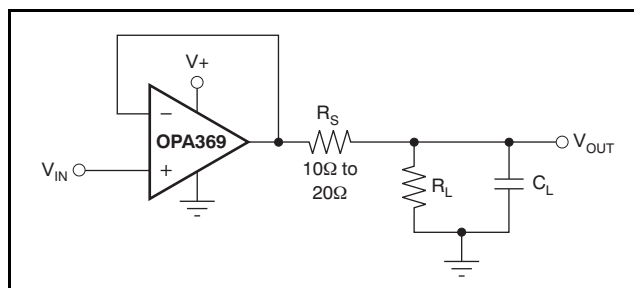 V+
−
OPA369
+
V_IN
R_S
10Ω to
20Ω
V_OUT
R_L
C_L